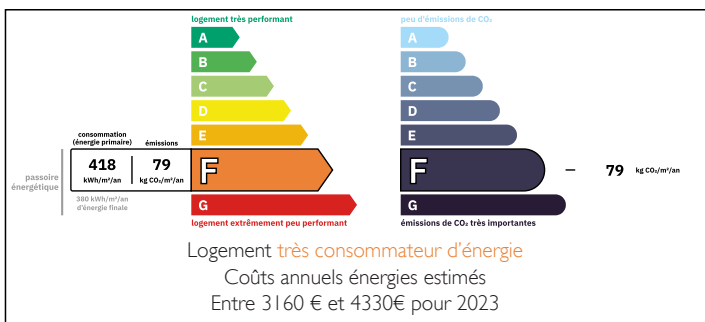 logement très performant
A
B
C
D
E
consommation
(énergie primaire)
émissions
418
kWh/m²/an
79
kg CO₂/m²/an
F
passoire
énergétique
380 kWh/m²/an
d'énergie finale
G
logement extrêmement peu performant
peu d'émissions de CO₂
A
B
C
D
E
F
79 kg CO₂/m²/an
G
émissions de CO₂ très importantes
Logement très consommateur d'énergie
Coûts annuels énergies estimés
Entre 3160 € et 4330€ pour 2023